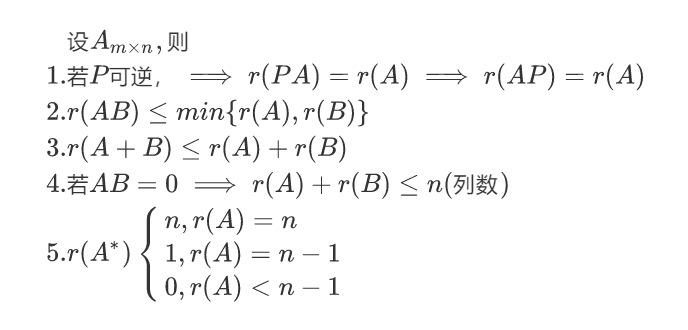 设A_{m×n},则
1.若P可逆， ⟹ r(PA) = r(A) ⟹ r(AP) = r(A)
2.r(AB) ≤ min{r(A), r(B)}
3.r(A + B) ≤ r(A) + r(B)
4.若AB = 0 ⟹ r(A) + r(B) ≤ n(列数)
5.r(A*) { n, r(A) = n
1, r(A) = n − 1
0, r(A) < n − 1